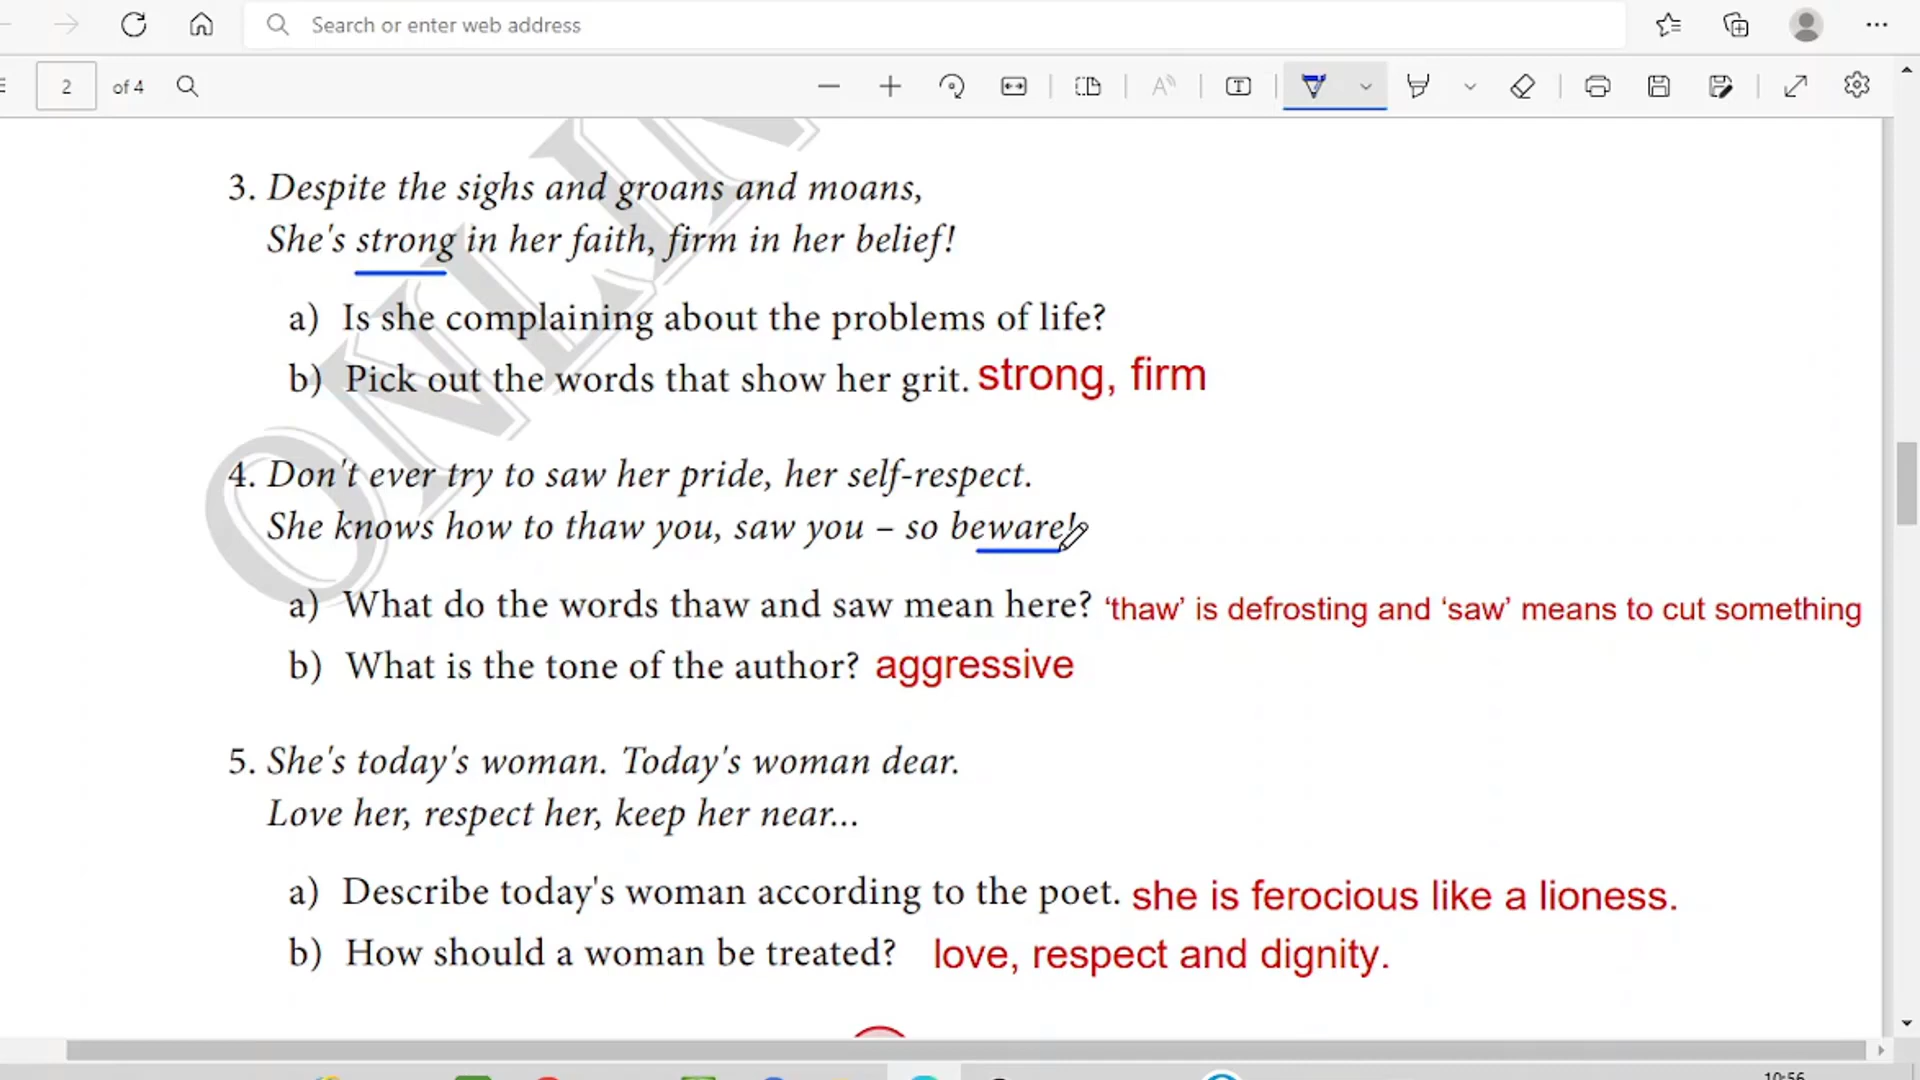 Search or enter web address
2 of 4
3. Despite the sighs and groans and moans,
She's strong in her faith, firm in her belief!
a) Is she complaining about the problems of life?
b) Pick out the words that show her grit. strong, firm
4. Don't ever try to saw her pride, her self-respect.
She knows how to thaw you, saw you – so beware!
a) What do the words thaw and saw mean here? ‘thaw’ is defrosting and ‘saw’ means to cut something
b) What is the tone of the author? aggressive
5. She's today's woman. Today's woman dear.
Love her, respect her, keep her near...
a) Describe today's woman according to the poet. she is ferocious like a lioness.
b) How should a woman be treated? love, respect and dignity.
ONLIN
10:56